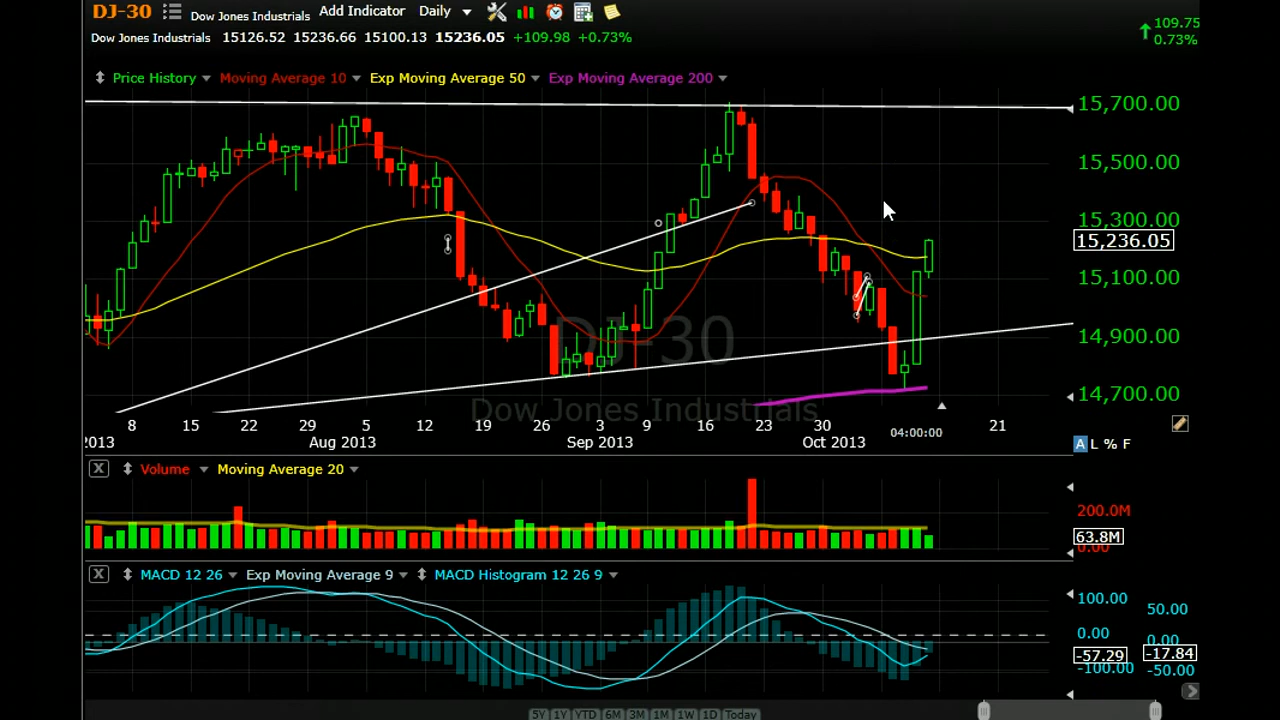 DJ-30 Dow Jones Industrials Add Indicator Daily
Dow Jones Industrials 15126.52 15236.66 15100.13 15236.05 +109.98 +0.73%
109.75
0.73%
Price History Moving Average 10 Exp Moving Average 50 Exp Moving Average 200
15,700.00
15,500.00
15,300.00
15,236.05
15,100.00
14,900.00
14,700.00
DJ-30
Dow Jones Industrials
8 15 22 29 5 12 19 26 3 9 16 23 30 04:00:00 21
2013 Aug 2013 Sep 2013 Oct 2013
A L % F
X Volume Moving Average 20
200.0M
63.8M
0.00
X MACD 12 26 Exp Moving Average 9 MACD Histogram 12 26 9
100.00 50.00
0.00 0.00
-57.29 -17.84
-100.00 -50.00
5Y 1Y YTD 6M 3M 1M 1W 1D Today